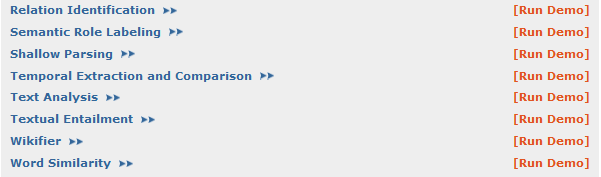 Relation Identification [Run Demo]
Semantic Role Labeling [Run Demo]
Shallow Parsing [Run Demo]
Temporal Extraction and Comparison [Run Demo]
Text Analysis [Run Demo]
Textual Entailment [Run Demo]
Wikifier [Run Demo]
Word Similarity [Run Demo]